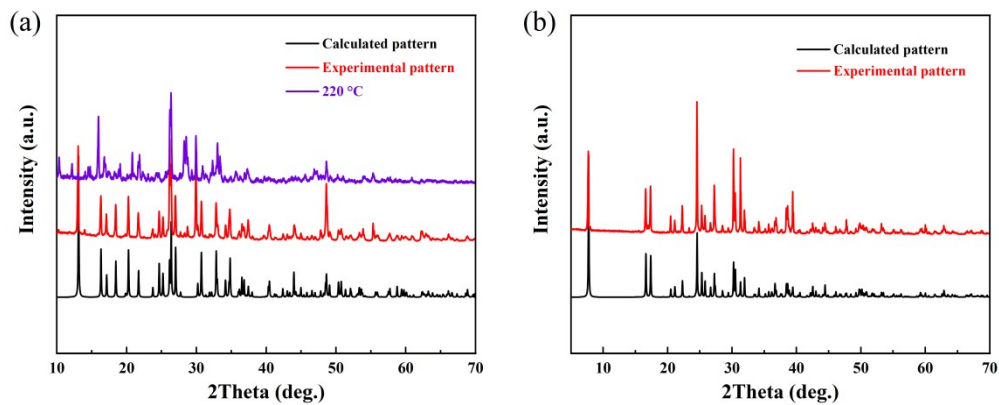 (a)
Calculated pattern
Experimental pattern
220 °C
Intensity (a.u.)
10 20 30 40 50 60 70
2Theta (deg.)
(b)
Calculated pattern
Experimental pattern
Intensity (a.u.)
10 20 30 40 50 60 70
2Theta (deg.)